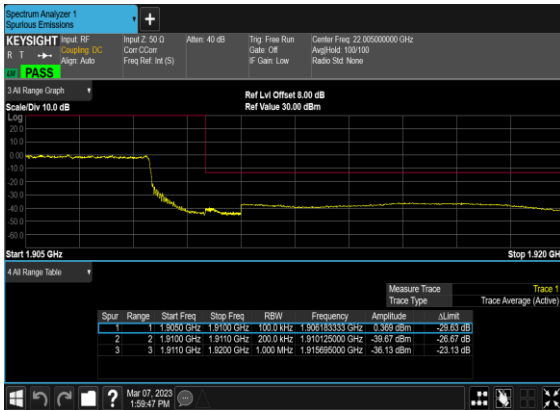 Spectrum Analyzer 1
Spurious Emissions
+
KEYSIGHT Input: RF Input Z: 50 Ω Atten: 40 dB Trig: Free Run Center Freq: 22.005000000 GHz
R T Coupling: DC Corr CCorr Gate: Off Avg|Hold: 100/100
Align: Auto Freq Ref: Int (S) IF Gain: Low Radio Std: None
PASS
3 All Range Graph
Ref Lvl Offset 8.00 dB
Scale/Div 10.0 dB Ref Value 30.00 dBm
Log
20.0
10.0
0.00
-10.0
-20.0
-30.0
-40.0
-50.0
-60.0
Start 1.905 GHz Stop 1.920 GH
4 All Range Table
Measure Trace Trace 1
Trace Type Trace Average (Active)
Spur Range Start Freq Stop Freq RBW Frequency Amplitude ΔLimit
1 1 1.9050 GHz 1.9100 GHz 100.0 kHz 1.906183333 GHz 0.369 dBm -29.63 dB
2 2 1.9100 GHz 1.9110 GHz 200.0 kHz 1.910125000 GHz -39.67 dBm -26.67 dB
3 3 1.9110 GHz 1.9200 GHz 1.000 MHz 1.915695000 GHz -36.13 dBm -23.13 dB
? Mar 07, 2023
1:59:47 PM